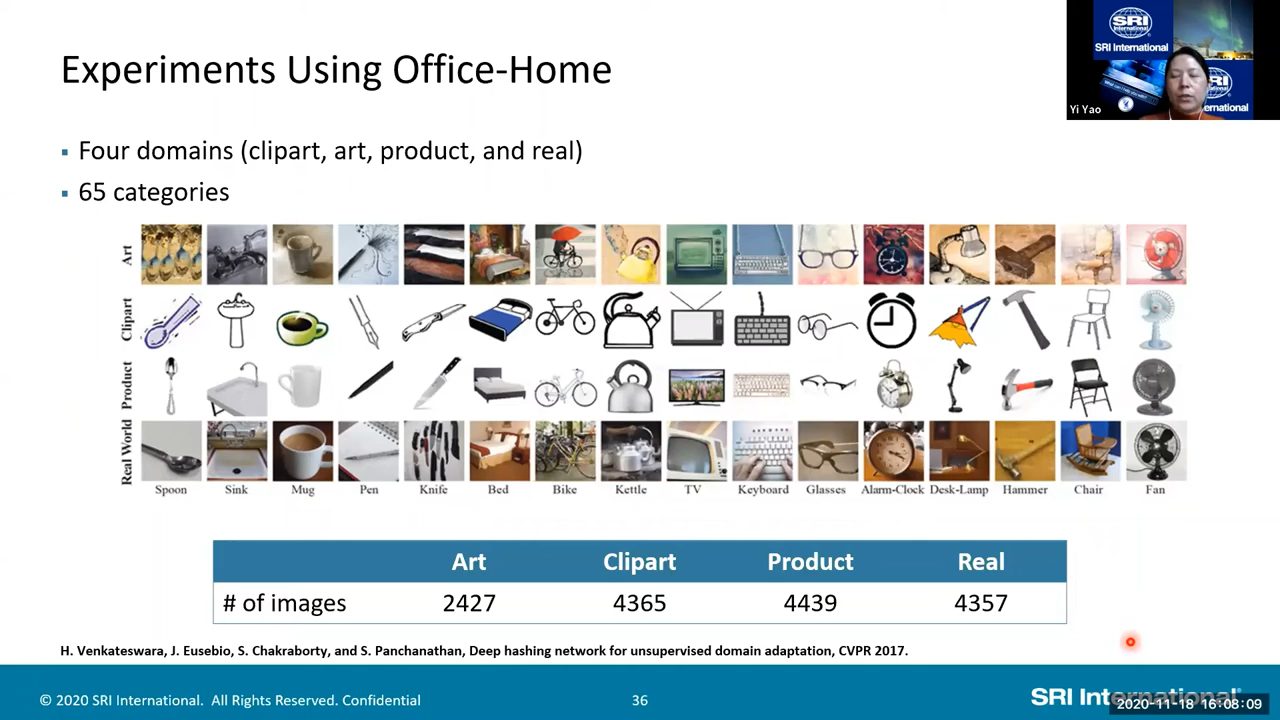 Experiments Using Office-Home
SRI International
International
Yi Yao
▪ Four domains (clipart, art, product, and real)
▪ 65 categories
Art
Clipart
Product
Real World
Spoon Sink Mug Pen Knife Bed Bike Kettle TV Keyboard Glasses Alarm-Clock Desk-Lamp Hammer Chair Fan
Art Clipart Product Real
# of images 2427 4365 4439 4357
H. Venkateswara, J. Eusebio, S. Chakraborty, and S. Panchanathan, Deep hashing network for unsupervised domain adaptation, CVPR 2017.
© 2020 SRI International. All Rights Reserved. Confidential
36
SRI International®
2020-11-18 16:08:09